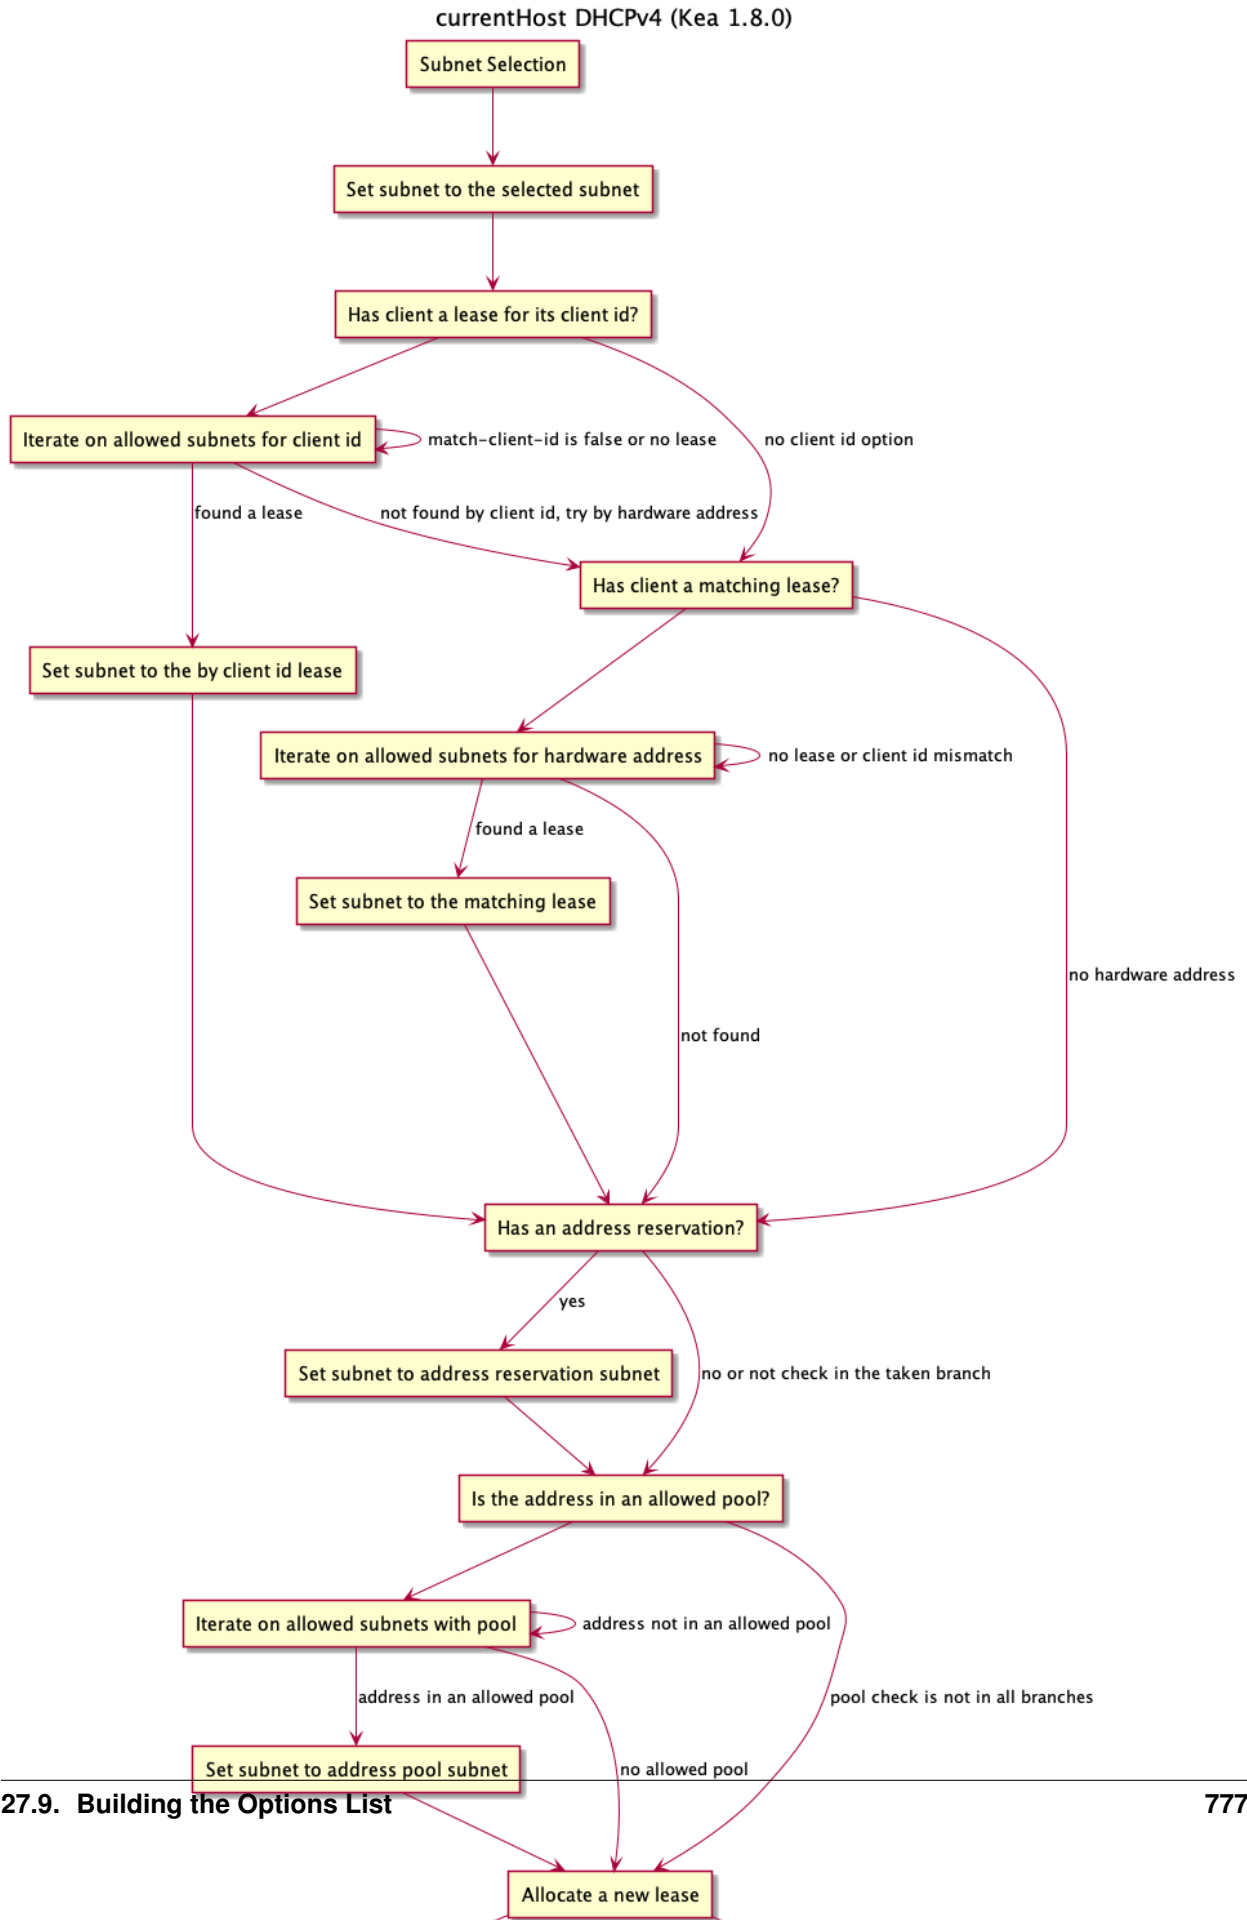 currentHost DHCPv4 (Kea 1.8.0)
Subnet Selection
Set subnet to the selected subnet
Has client a lease for its client id?
Iterate on allowed subnets for client id
match-client-id is false or no lease
no client id option
found a lease
not found by client id, try by hardware address
Has client a matching lease?
Set subnet to the by client id lease
Iterate on allowed subnets for hardware address
no lease or client id mismatch
found a lease
Set subnet to the matching lease
no hardware address
not found
Has an address reservation?
yes
Set subnet to address reservation subnet
no or not check in the taken branch
Is the address in an allowed pool?
Iterate on allowed subnets with pool
address not in an allowed pool
address in an allowed pool
pool check is not in all branches
Set subnet to address pool subnet
no allowed pool
27.9. Building the Options List
777
Allocate a new lease